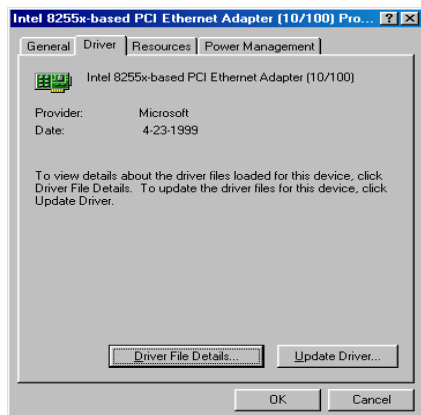 Intel 8255x-based PCI Ethernet Adapter (10/100) Pro...
General Driver Resources Power Management
Intel 8255x-based PCI Ethernet Adapter (10/100)
Provider: Microsoft
Date: 4-23-1999
To view details about the driver files loaded for this device, click
Driver File Details. To update the driver files for this device, click
Update Driver.
Driver File Details... Update Driver...
OK Cancel